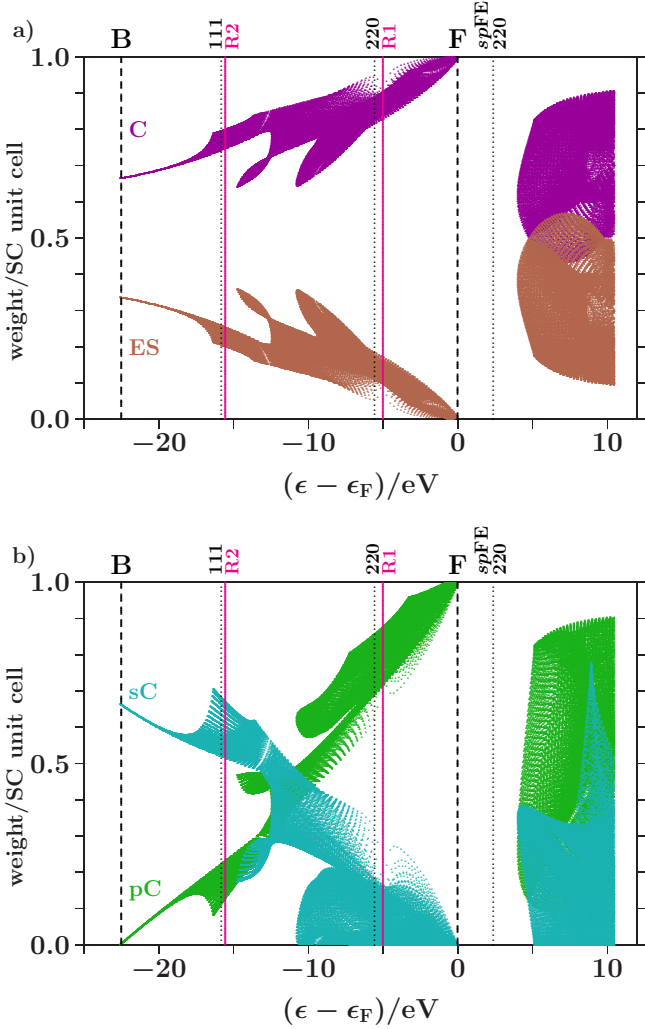 a)
B
111
R2
220
R1
F
spFE
220
weight/SC unit cell
1.0
0.5
0.0
C
ES
−20
−10
0
10
(ϵ − ϵF)/eV
b)
B
111
R2
220
R1
F
spFE
220
weight/SC unit cell
1.0
0.5
0.0
sC
pC
−20
−10
0
10
(ϵ − ϵF)/eV